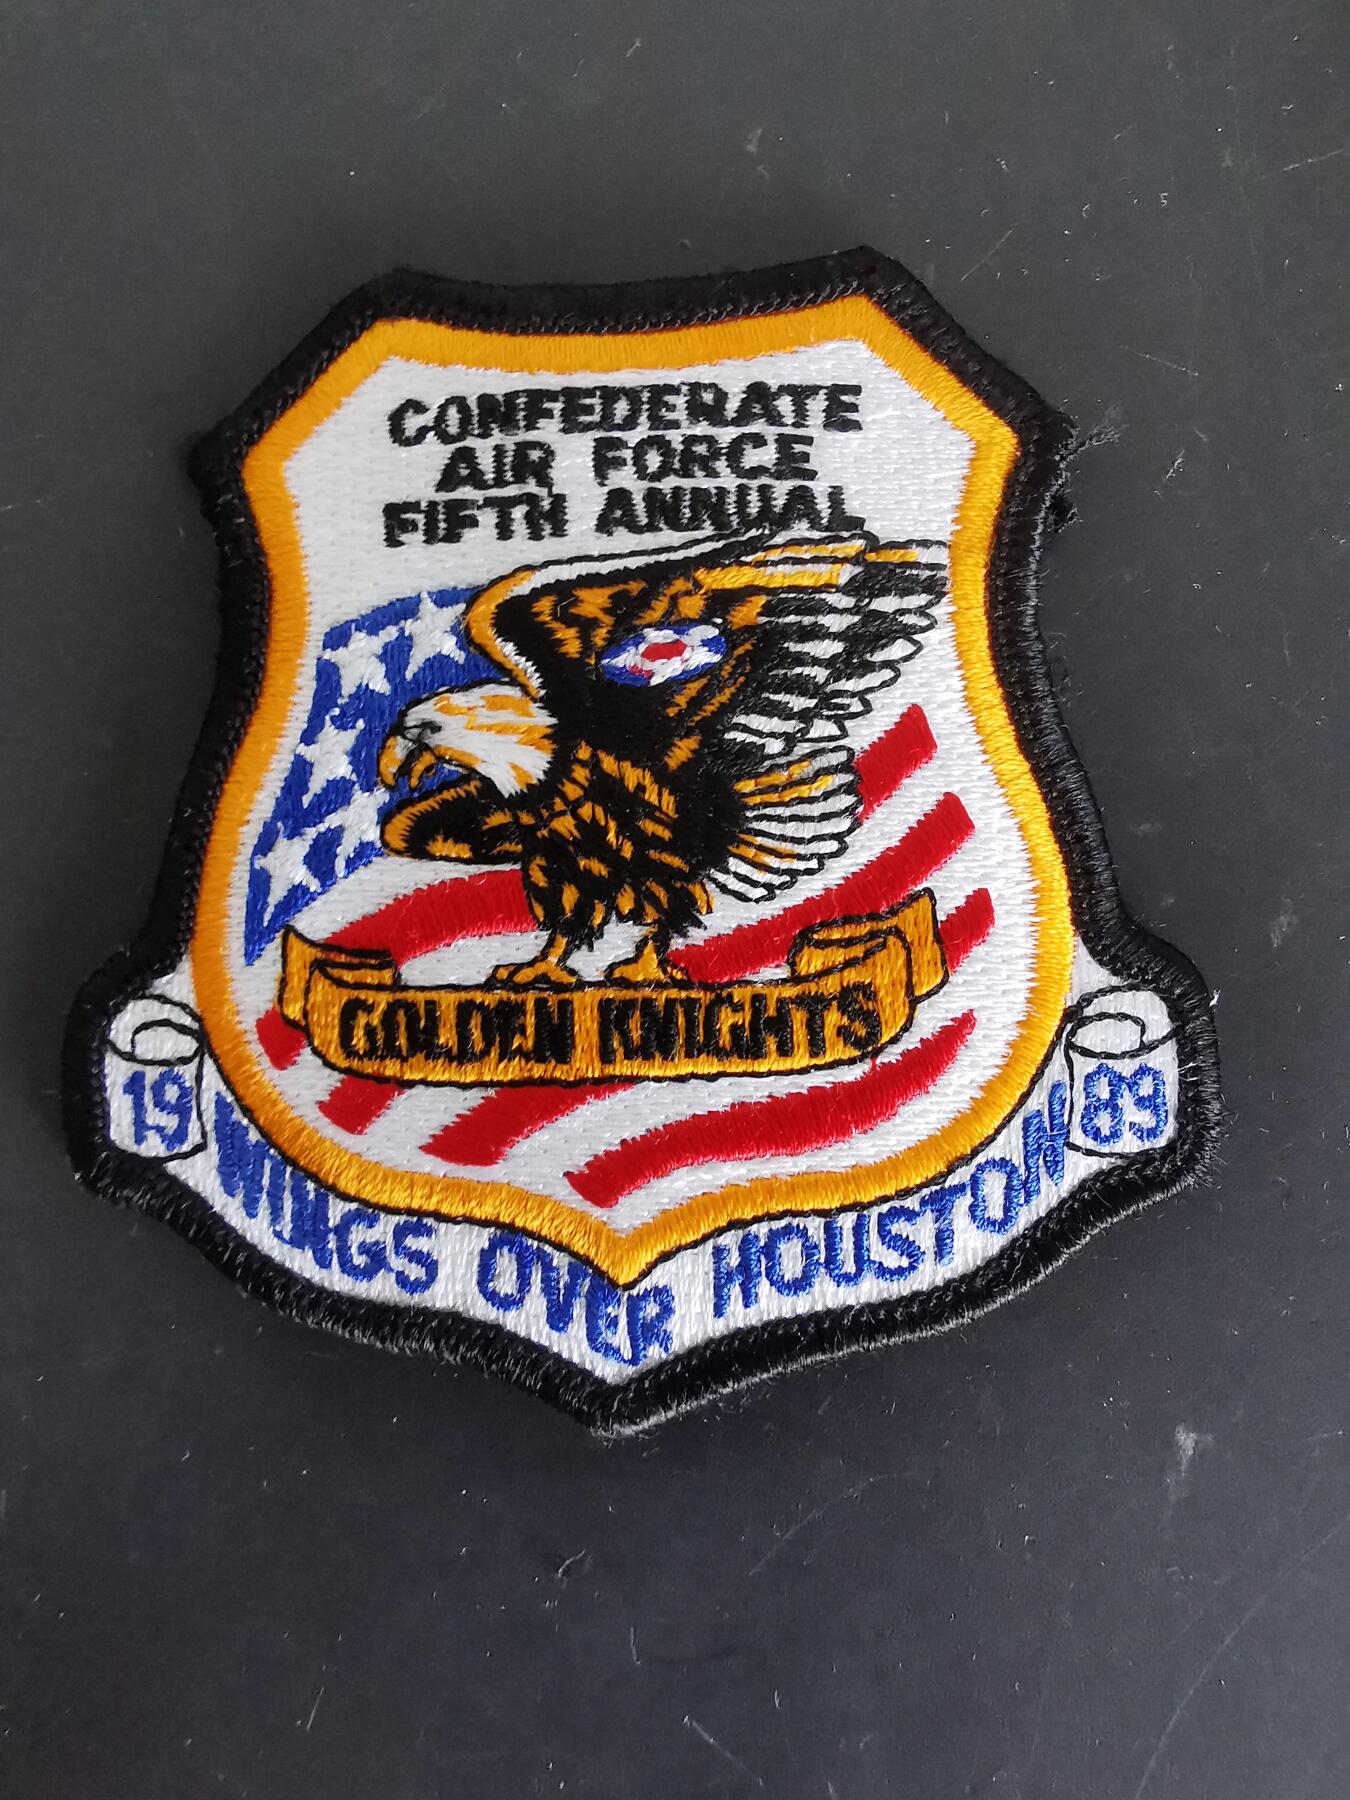 CONFEDERATE
AIR FORCE
FIFTH ANNUAL
GOLDEN KNIGHTS
19 WINGS OVER HOUSTON 89